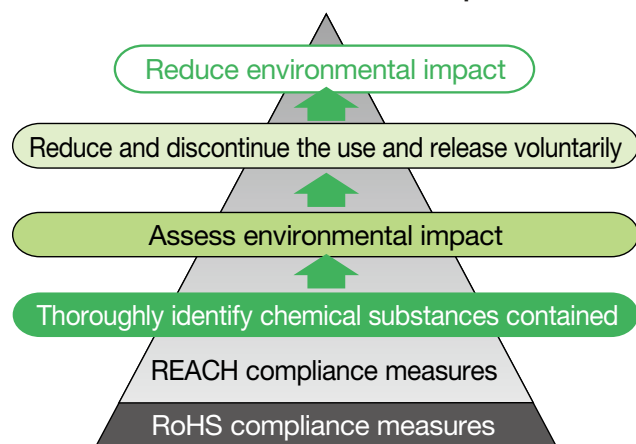 Reduce environmental impact
Reduce and discontinue the use and release voluntarily
Assess environmental impact
Thoroughly identify chemical substances contained
REACH compliance measures
RoHS compliance measures